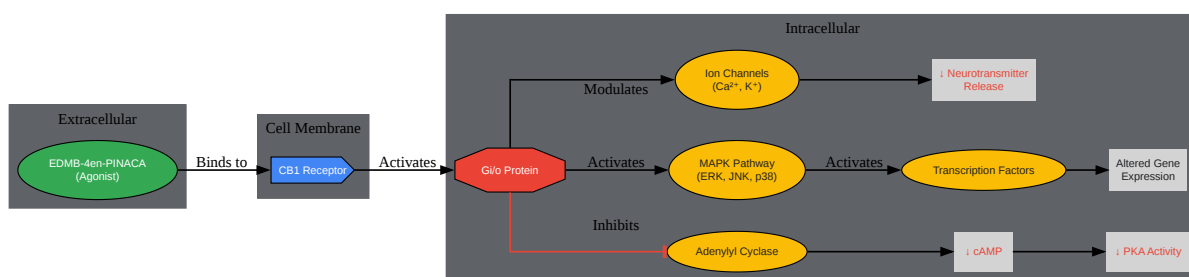 Extracellular
EDMB-4en-PINACA
(Agonist)
Binds to
Cell Membrane
CB1 Receptor
Activates
Intracellular
Gi/o Protein
Modulates
Ion Channels
(Ca²⁺, K⁺)
↓ Neurotransmitter
Release
Activates
MAPK Pathway
(ERK, JNK, p38)
Activates
Transcription Factors
Altered Gene
Expression
Inhibits
Adenylyl Cyclase
↓ cAMP
↓ PKA Activity